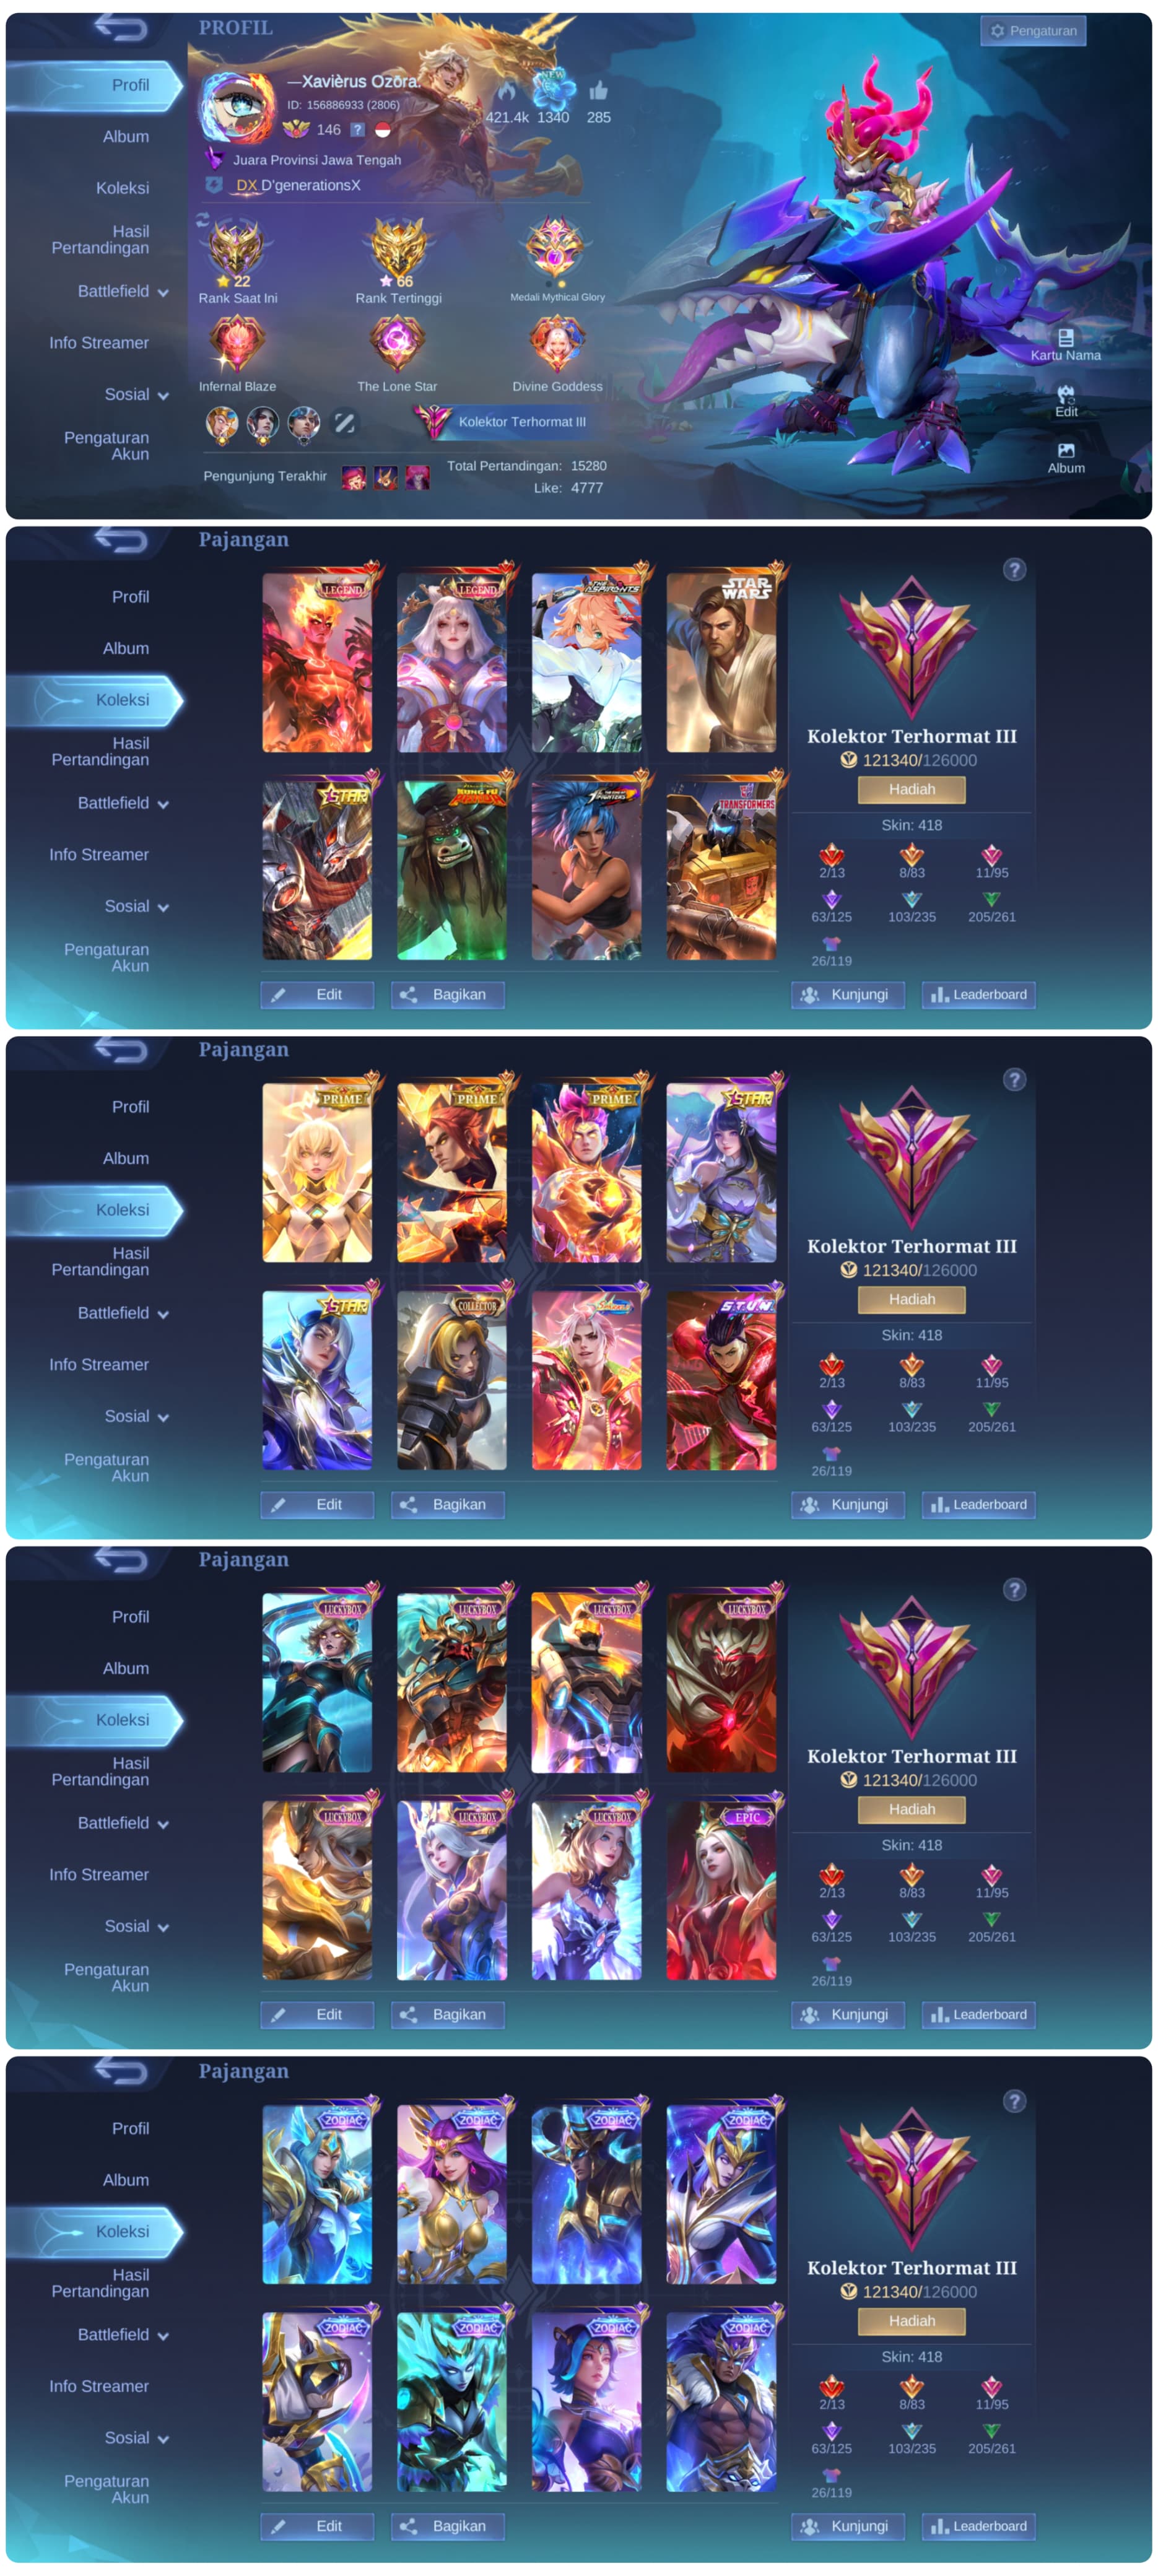 PROFIL
Pengaturan
Profil
Album
Koleksi
Hasil
Pertandingan
Battlefield
Info Streamer
Sosial
Pengaturan
Akun
—Xavièrus Ozōra.
ID: 156886933 (2806)
146 ?
NEW
421.4k 1340 285
Juara Provinsi Jawa Tengah
DX D'generationsX
22
66
7
Rank Saat Ini
Rank Tertinggi
Medali Mythical Glory
Infernal Blaze
The Lone Star
Divine Goddess
Kolektor Terhormat III
Pengunjung Terakhir
Total Pertandingan: 15280
Like: 4777
Kartu Nama
Edit
Album
Pajangan
Profil
Album
Koleksi
Hasil
Pertandingan
Battlefield
Info Streamer
Sosial
Pengaturan
Akun
LEGEND
LEGEND
THE ASPIRANTS
STAR WARS
STAR
KUNG FU PANDA
THE KING OF FIGHTERS
TRANSFORMERS
Edit
Bagikan
?
Kolektor Terhormat III
121340/126000
Hadiah
Skin: 418
2/13 8/83 11/95
63/125 103/235 205/261
26/119
Kunjungi
Leaderboard
Pajangan
Profil
Album
Koleksi
Hasil
Pertandingan
Battlefield
Info Streamer
Sosial
Pengaturan
Akun
PRIME
PRIME
PRIME
STAR
STAR
COLLECTOR
S.T.U.N.
Edit
Bagikan
?
Kolektor Terhormat III
121340/126000
Hadiah
Skin: 418
2/13 8/83 11/95
63/125 103/235 205/261
26/119
Kunjungi
Leaderboard
Pajangan
Profil
Album
Koleksi
Hasil
Pertandingan
Battlefield
Info Streamer
Sosial
Pengaturan
Akun
LUCKYBOX
LUCKYBOX
LUCKYBOX
LUCKYBOX
LUCKYBOX
LUCKYBOX
LUCKYBOX
EPIC
Edit
Bagikan
?
Kolektor Terhormat III
121340/126000
Hadiah
Skin: 418
2/13 8/83 11/95
63/125 103/235 205/261
26/119
Kunjungi
Leaderboard
Pajangan
Profil
Album
Koleksi
Hasil
Pertandingan
Battlefield
Info Streamer
Sosial
Pengaturan
Akun
ZODIAC
ZODIAC
ZODIAC
ZODIAC
ZODIAC
ZODIAC
ZODIAC
ZODIAC
Edit
Bagikan
?
Kolektor Terhormat III
121340/126000
Hadiah
Skin: 418
2/13 8/83 11/95
63/125 103/235 205/261
26/119
Kunjungi
Leaderboard